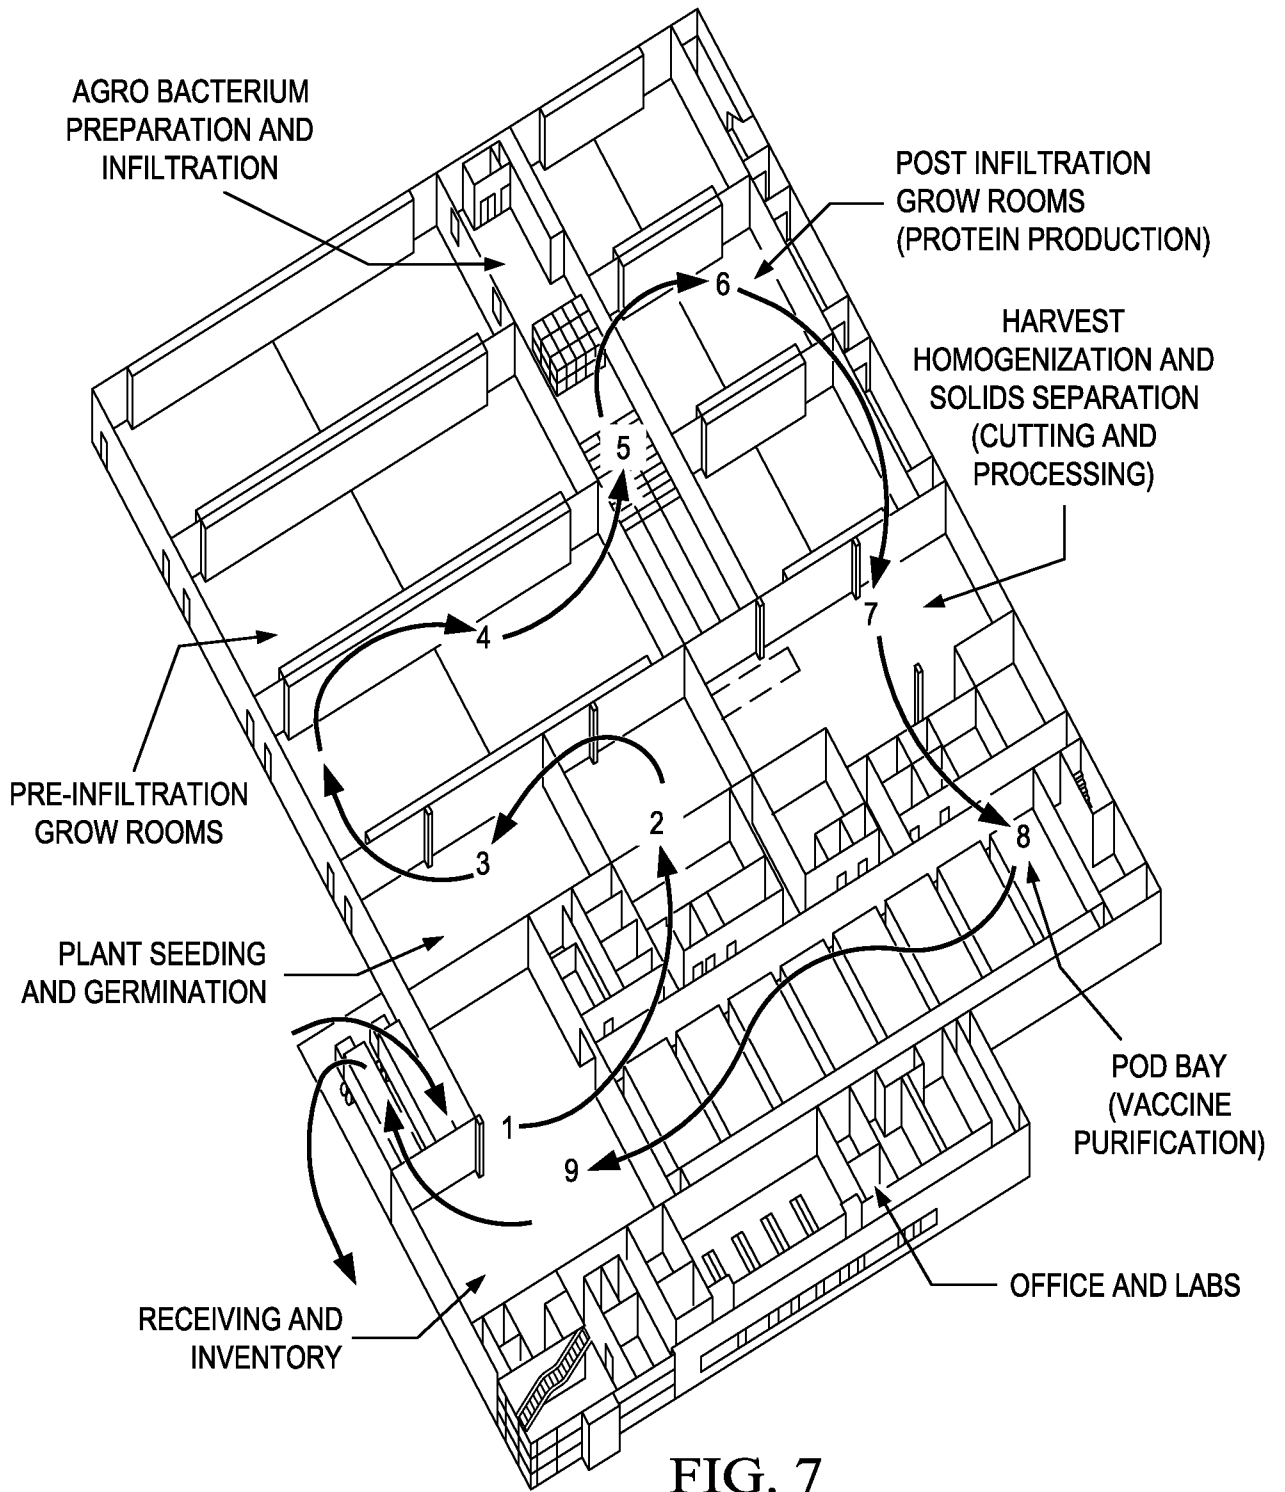 AGRO BACTERIUM
PREPARATION AND
INFILTRATION
POST INFILTRATION
GROW ROOMS
(PROTEIN PRODUCTION)
HARVEST
HOMOGENIZATION AND
SOLIDS SEPARATION
(CUTTING AND
PROCESSING)
6
5
7
4
PRE-INFILTRATION
GROW ROOMS
2
8
3
PLANT SEEDING
AND GERMINATION
POD BAY
(VACCINE
PURIFICATION)
1
9
OFFICE AND LABS
RECEIVING AND
INVENTORY
FIG. 7